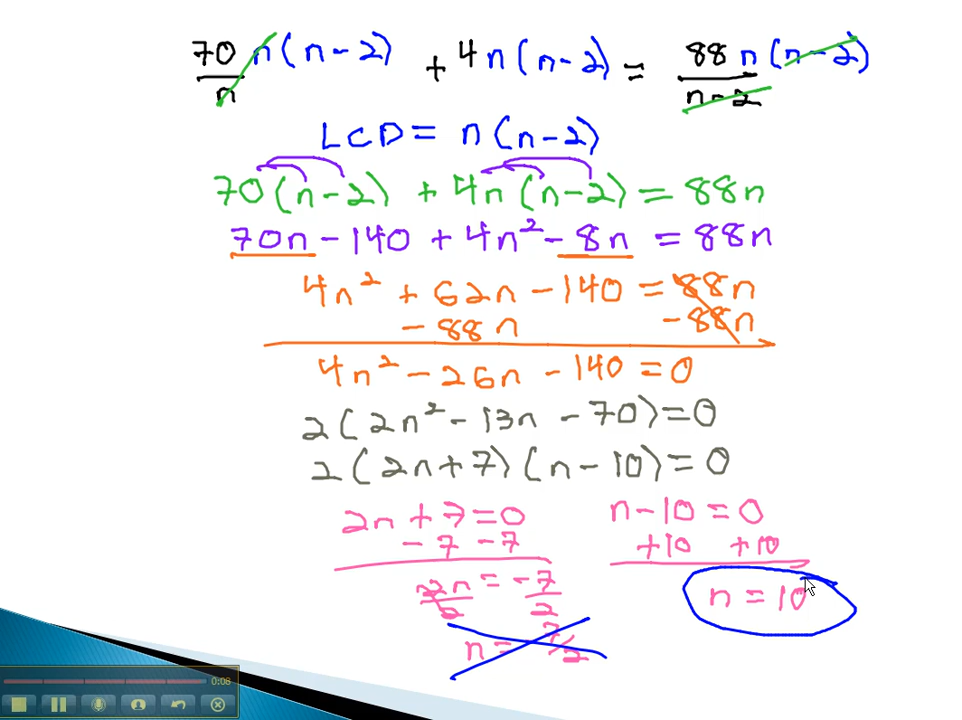 70/n n(n-2) + 4n(n-2) = 88n(n-2)/n-2
LCD = n(n-2)
70(n-2) + 4n(n-2) = 88n
70n - 140 + 4n² - 8n = 88n
4n² + 62n - 140 = 88n
- 88n - 88n
4n² - 26n - 140 = 0
2(2n² - 13n - 70) = 0
2(2n+7)(n-10) = 0
2n + 7 = 0 n - 10 = 0
- 7 - 7 +10 +10
2n/2 = -7/2 n = 10
n = 7/2
0:08